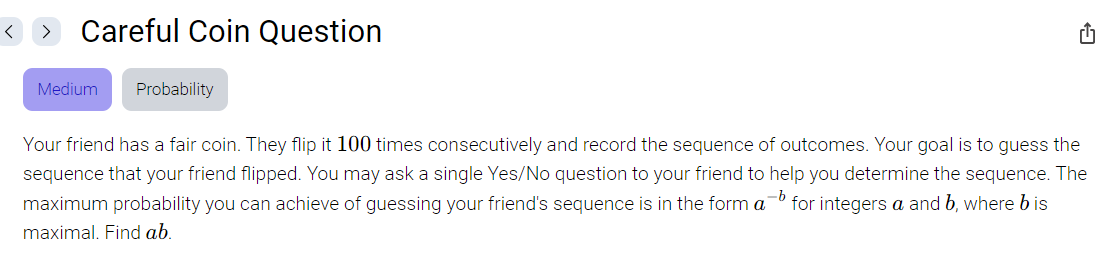 Careful Coin Question
Medium Probability
Your friend has a fair coin. They flip it 100 times consecutively and record the sequence of outcomes. Your goal is to guess the
sequence that your friend flipped. You may ask a single Yes/No question to your friend to help you determine the sequence. The
maximum probability you can achieve of guessing your friend's sequence is in the form a⁻ᵇ for integers a and b, where b is
maximal. Find ab.